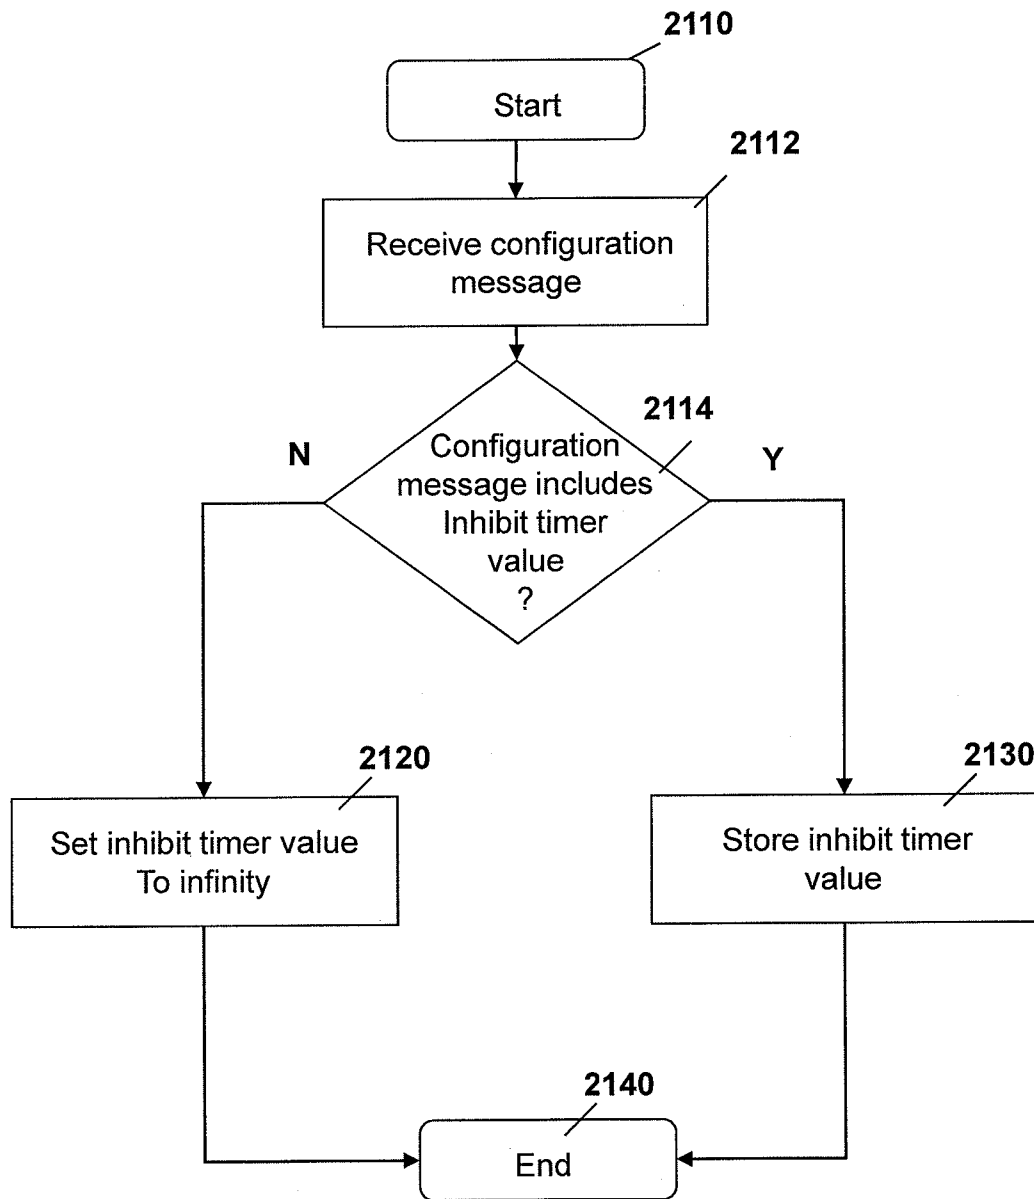 2110
Start
2112
Receive configuration
message
2114
N
Y
Configuration
message includes
Inhibit timer
value
?
2120
2130
Set inhibit timer value
To infinity
Store inhibit timer
value
2140
End